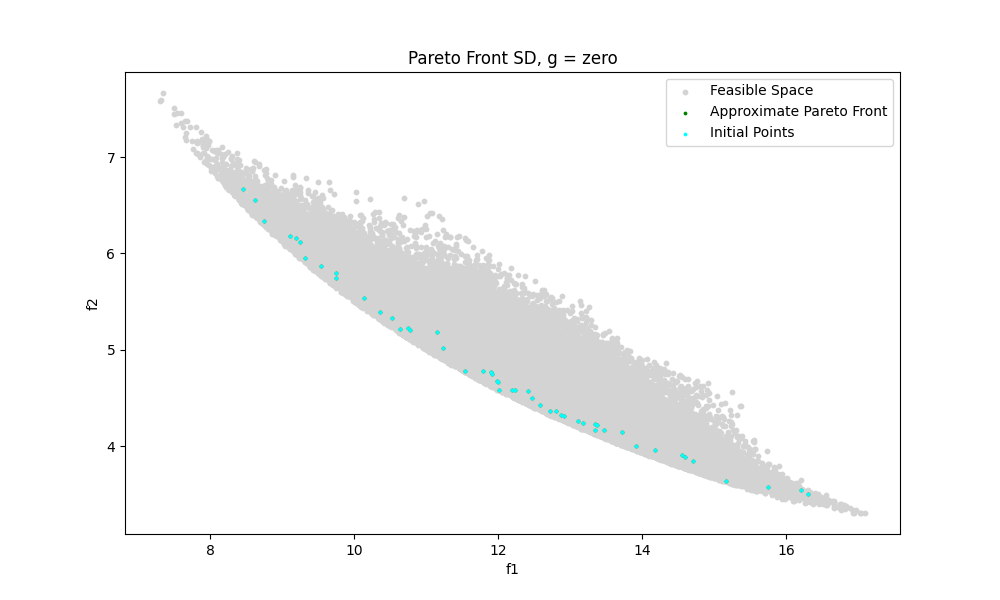 Pareto Front SD, g = zero
Feasible Space
Approximate Pareto Front
Initial Points
7
6
5
4
f2
8 10 12 14 16
f1